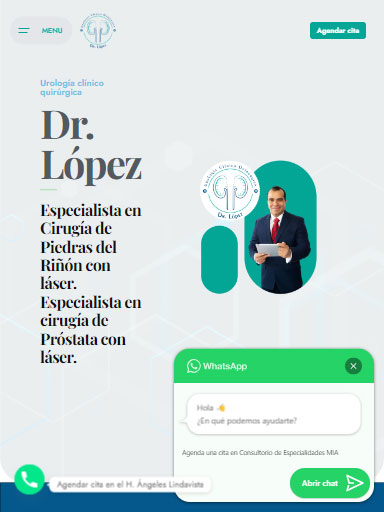 MENU
Dr. López
Agendar cita
Urología clínico
quirúrgica
Dr.
López
Especialista en
Cirugía de
Piedras del
Riñón con
láser.
Especialista en
cirugía de
Próstata con
láser.
Dr. López
WhatsApp
Hola 👋
¿En qué podemos ayudarte?
Agenda una cita en Consultorio de Especialidades MIA
Abrir chat
Agendar cita en el H. Ángeles Lindavista